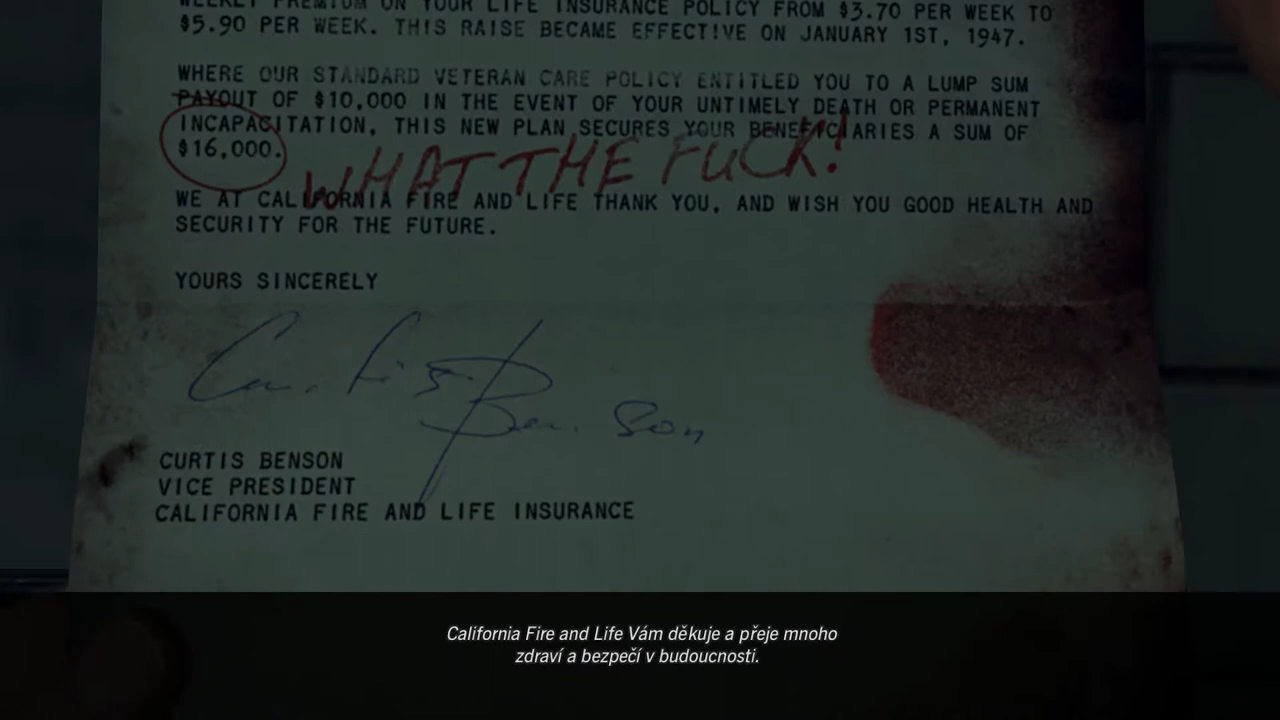 WEEKLY PREMIUM ON YOUR LIFE INSURANCE POLICY FROM $3.70 PER WEEK TO
$5.90 PER WEEK. THIS RAISE BECAME EFFECTIVE ON JANUARY 1ST, 1947.
WHERE OUR STANDARD VETERAN CARE POLICY ENTITLED YOU TO A LUMP SUM
PAYOUT OF $10,000 IN THE EVENT OF YOUR UNTIMELY DEATH OR PERMANENT
INCAPACITATION, THIS NEW PLAN SECURES YOUR BENEFICIARIES A SUM OF
$16,000.
WHAT THE FUCK!
WE AT CALIFORNIA FIRE AND LIFE THANK YOU, AND WISH YOU GOOD HEALTH AND
SECURITY FOR THE FUTURE.
YOURS SINCERELY
Curtis
Benson
CURTIS BENSON
VICE PRESIDENT
CALIFORNIA FIRE AND LIFE INSURANCE
California Fire and Life Vám děkuje a přeje mnoho
zdraví a bezpečí v budoucnosti.